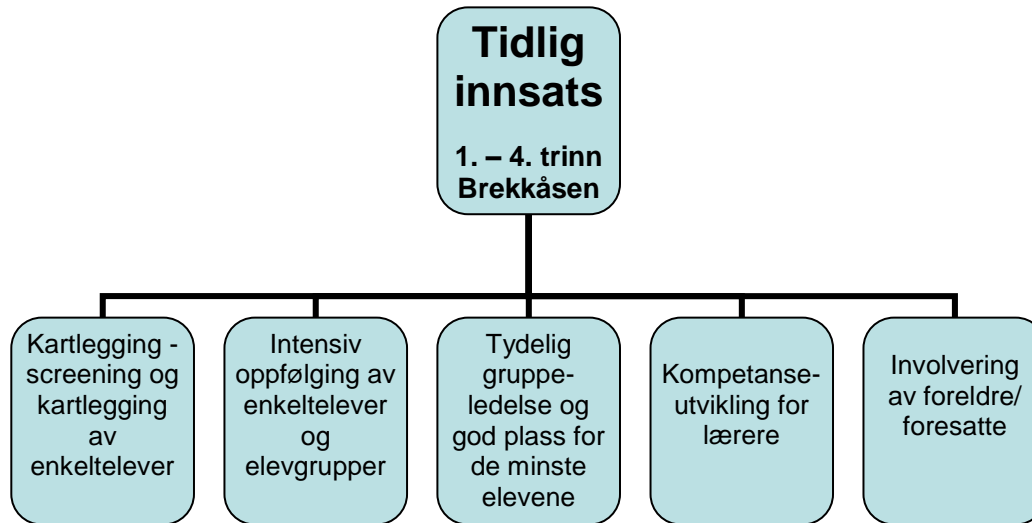 Tidlig
innsats
1. – 4. trinn
Brekkåsen
Kartlegging -
screening og
kartlegging
av
enkeltelever
Intensiv
oppfølging av
enkeltelever
og
elevgrupper
Tydelig
gruppe-
ledelse og
god plass for
de minste
elevene
Kompetanse-
utvikling for
lærere
Involvering
av foreldre/
foresatte